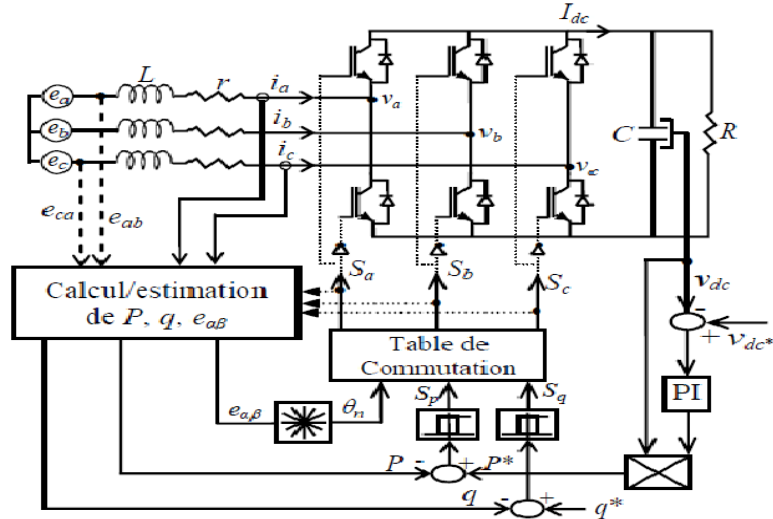 I_dc
L
r
e_a
i_a
v_a
e_b
i_b
v_b
C
R
e_c
i_c
v_c
e_ca
e_ab
S_a
S_b
S_c
v_dc
Calcul/estimation
de P, q, e_αβ
-
+ v_dc*
Table de
Commutation
PI
e_α,β
θ_n
S_p
S_q
P
-
+
P*
q
-
+
q*